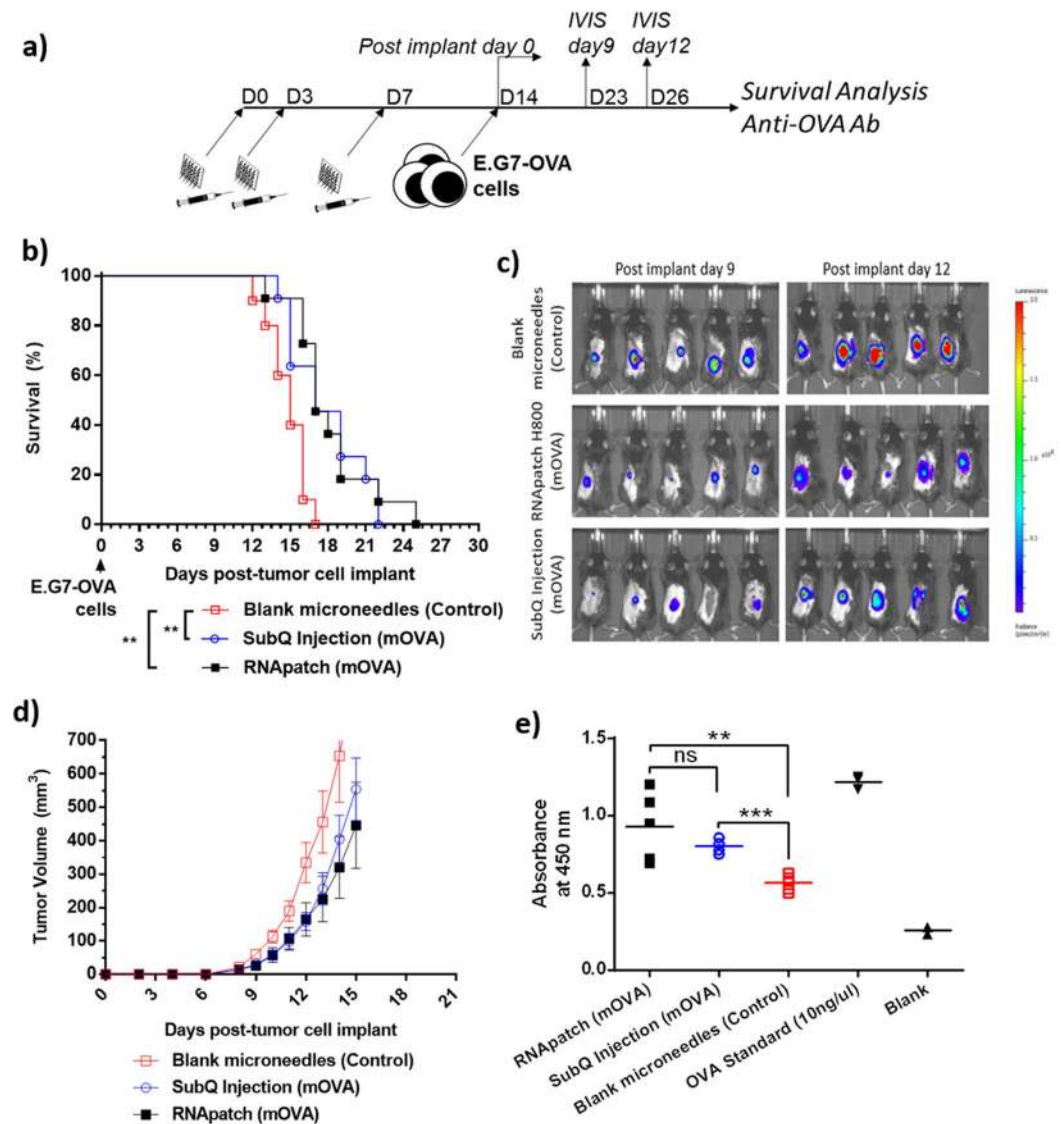 a)
Post implant day 0
IVIS
day9
IVIS
day12
D0
D3
D7
D14
D23
D26
Survival Analysis
Anti-OVA Ab
E.G7-OVA
cells
b)
100
80
60
40
20
0
Survival (%)
0 3 6 9 12 15 18 21 24 27 30
Days post-tumor cell implant
E.G7-OVA
cells
**
**
Blank microneedles (Control)
SubQ Injection (mOVA)
RNApatch (mOVA)
c)
Post implant day 9
Post implant day 12
Blank
microneedles
(Control)
RNApatch H800
(mOVA)
SubQ Injection
(mOVA)
Luminescence
d)
700
600
500
400
300
200
100
0
Tumor Volume (mm³)
0 3 6 9 12 15 18 21
Days post-tumor cell implant
Blank microneedles (Control)
SubQ Injection (mOVA)
RNApatch (mOVA)
e)
1.5
1.0
0.5
0.0
Absorbance
at 450 nm
**
ns
***
RNApatch (mOVA)
SubQ Injection (mOVA)
Blank microneedles (Control)
OVA Standard (10ng/ul)
Blank